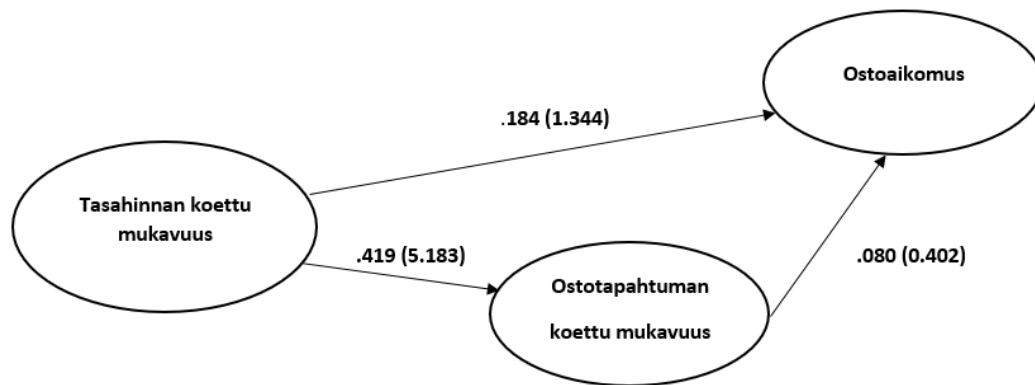 Ostoaikomus
.184 (1.344)
Tasahinnan koettu
mukavuus
.419 (5.183)
.080 (0.402)
Ostotapahtuman
koettu mukavuus